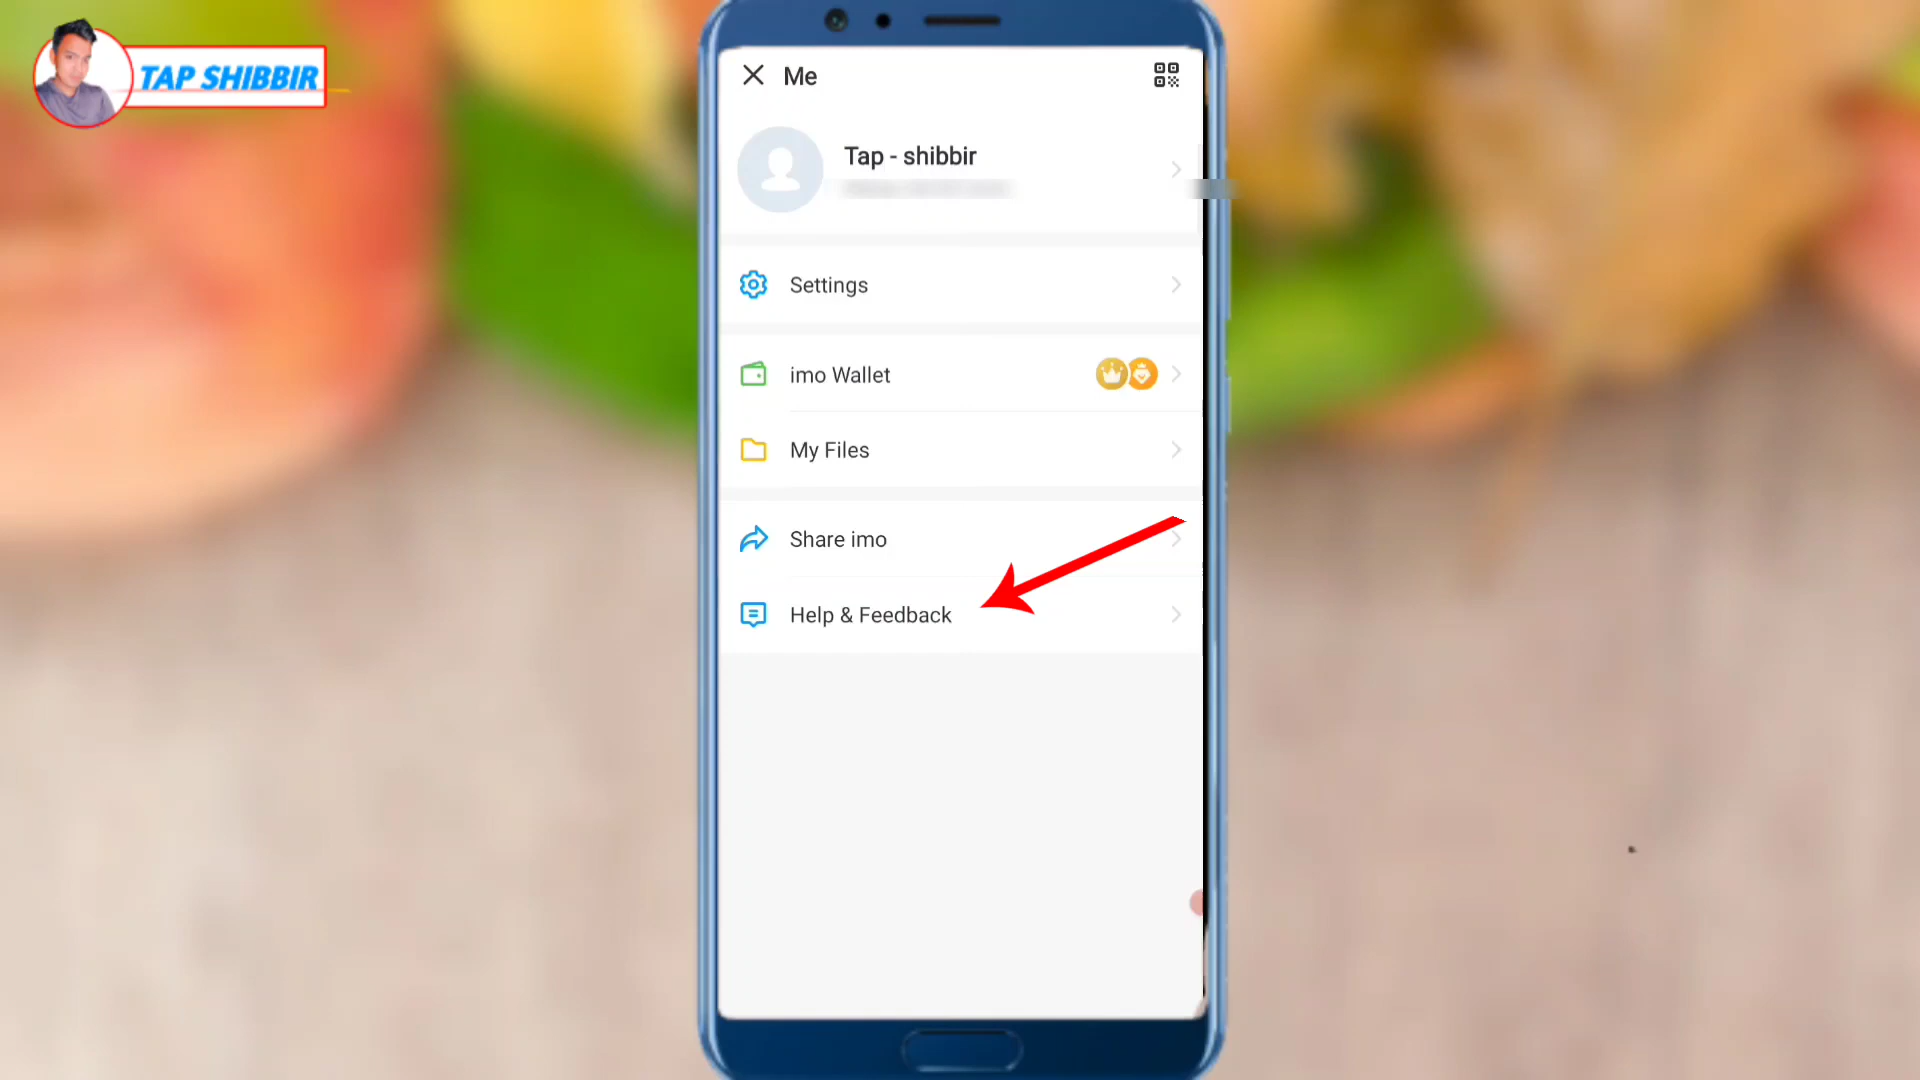 TAP SHIBBIR
Me
Tap - shibbir
Settings
imo Wallet
My Files
Share imo
Help & Feedback